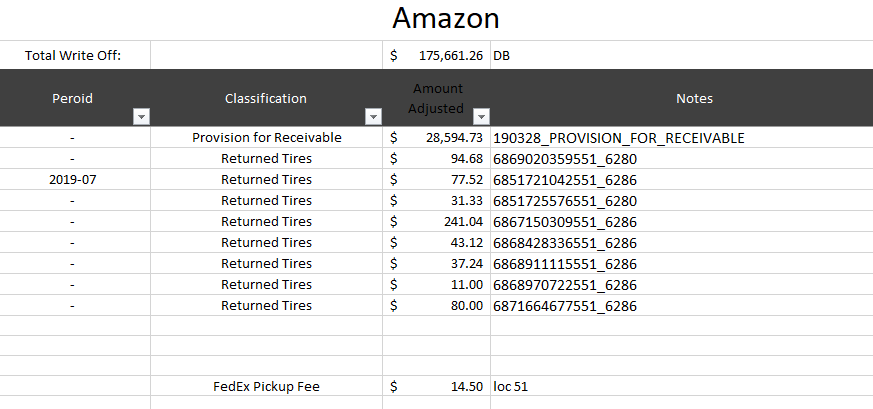 Amazon
Total Write Off: $ 175,661.26 DB
Peroid Classification Amount Adjusted Notes
- Provision for Receivable $ 28,594.73 190328_PROVISION_FOR_RECEIVABLE
- Returned Tires $ 94.68 6869020359551_6280
2019-07 Returned Tires $ 77.52 6851721042551_6286
- Returned Tires $ 31.33 6851725576551_6280
- Returned Tires $ 241.04 6867150309551_6286
- Returned Tires $ 43.12 6868428336551_6286
- Returned Tires $ 37.24 6868911115551_6286
- Returned Tires $ 11.00 6868970722551_6286
- Returned Tires $ 80.00 6871664677551_6286
FedEx Pickup Fee $ 14.50 loc 51